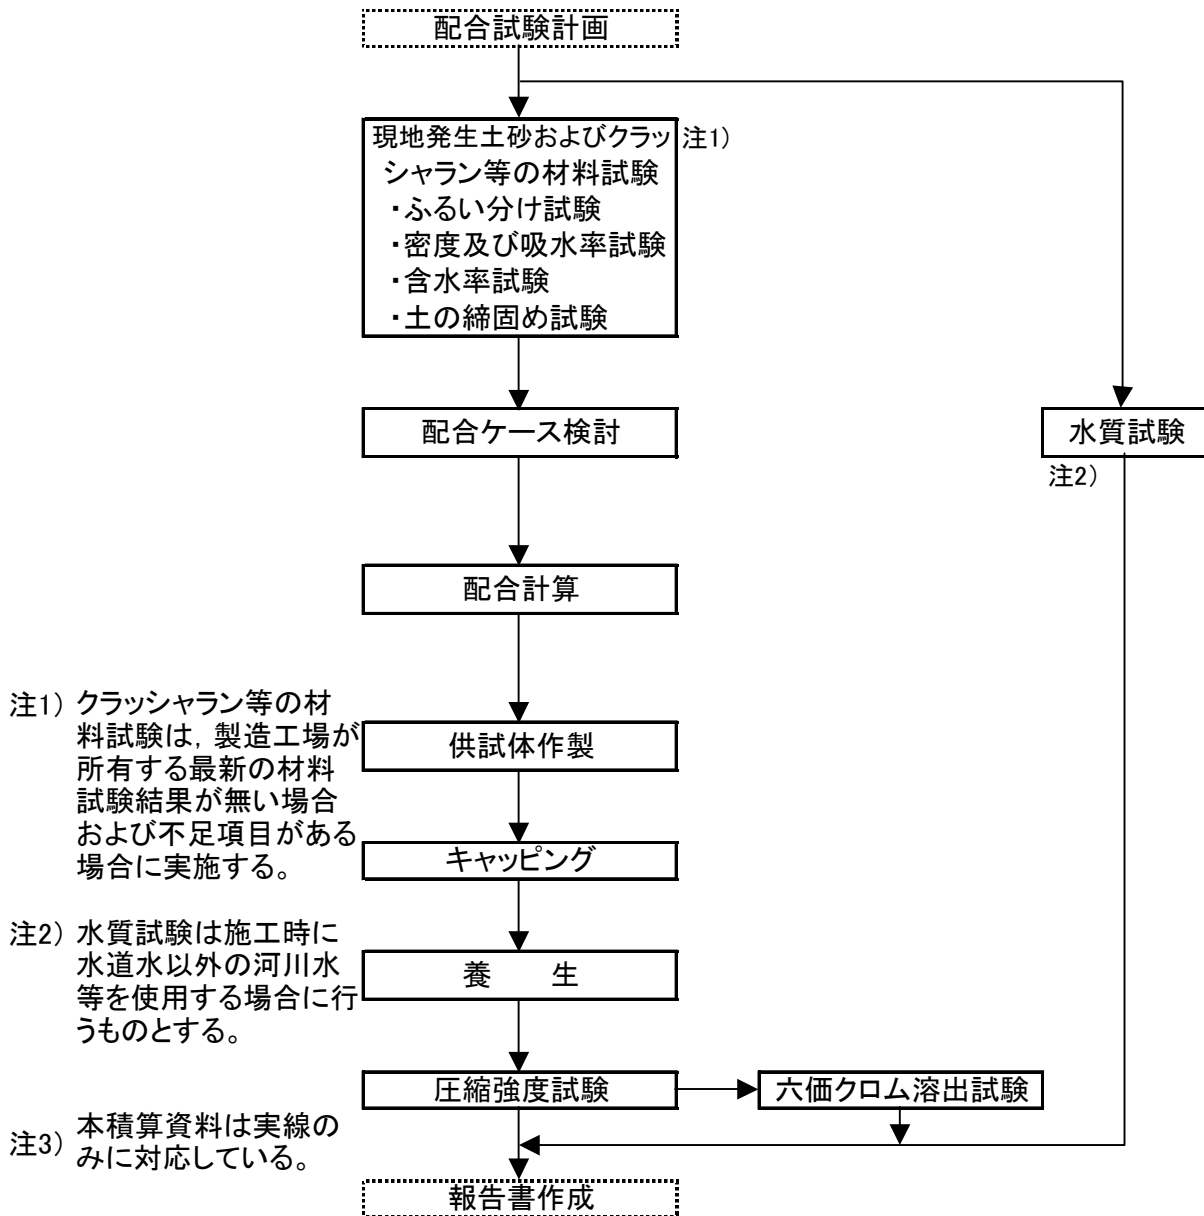 配合試験計画
現地発生土砂およびクラッ
シャラン等の材料試験
・ふるい分け試験
・密度及び吸水率試験
・含水率試験
・土の締固め試験
注1)
配合ケース検討
水質試験
注2)
配合計算
供試体作製
キャッピング
養　　生
圧縮強度試験
六価クロム溶出試験
報告書作成
注1) クラッシャラン等の材
料試験は，製造工場が
所有する最新の材料
試験結果が無い場合
および不足項目がある
場合に実施する。
注2) 水質試験は施工時に
水道水以外の河川水
等を使用する場合に行
うものとする。
注3) 本積算資料は実線の
みに対応している。